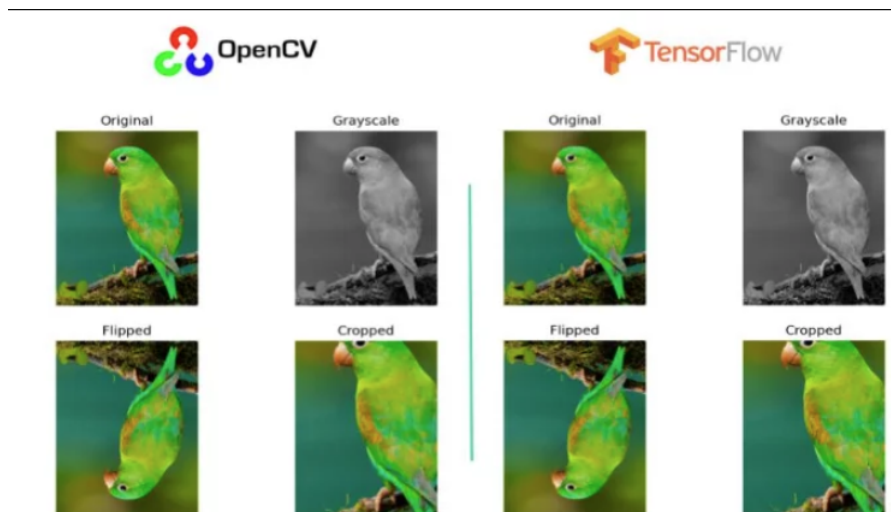 OpenCV TensorFlow
Original Grayscale Original Grayscale
Flipped Cropped Flipped Cropped